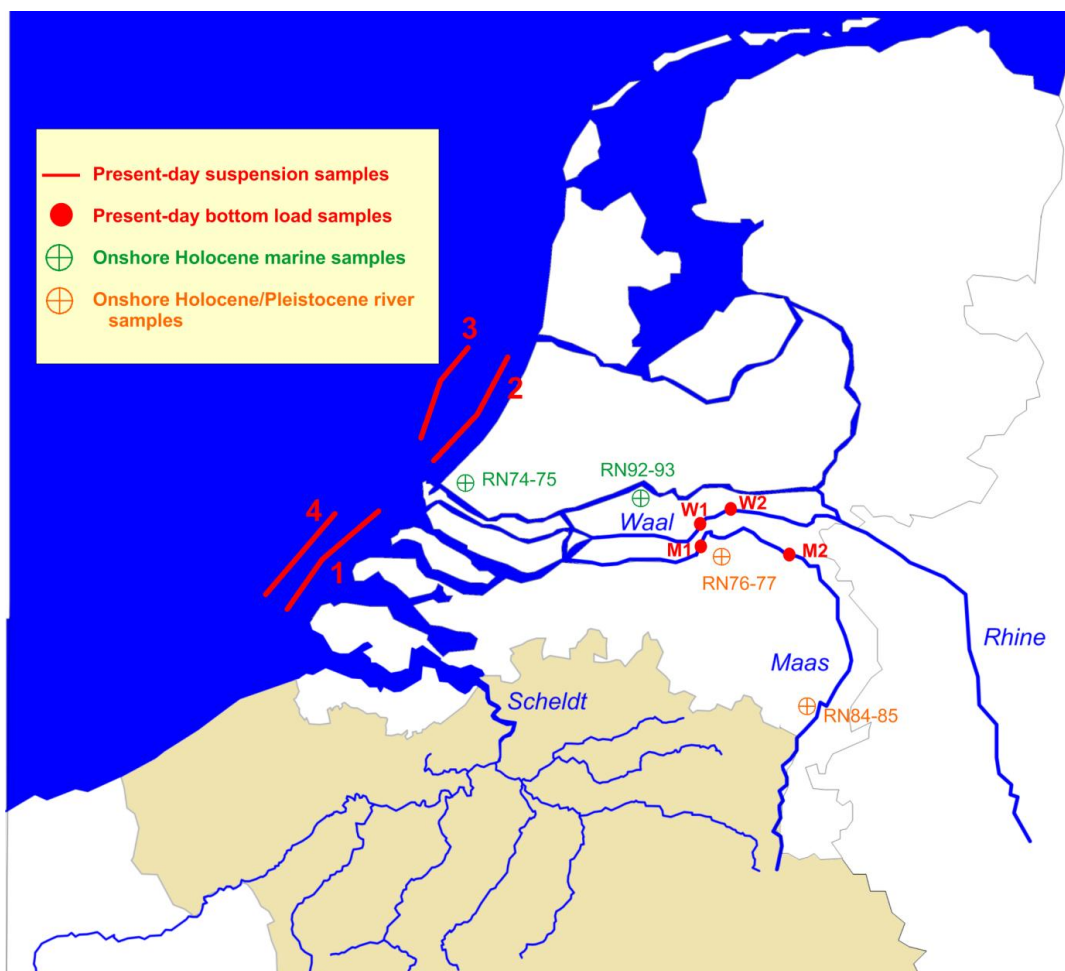 Present-day suspension samples
Present-day bottom load samples
Onshore Holocene marine samples
Onshore Holocene/Pleistocene river
samples
3
2
RN74-75
RN92-93
W1
W2
Waal
4
1
M1
M2
RN76-77
Rhine
Maas
Scheldt
RN84-85